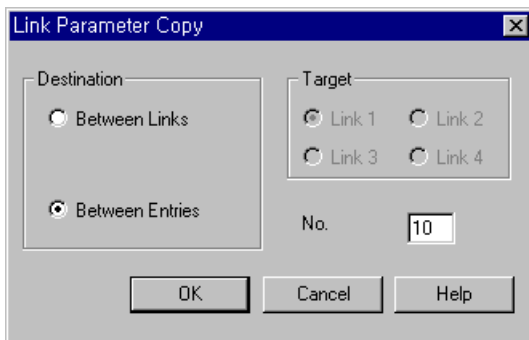 Link Parameter Copy
Destination
Between Links
Between Entries
Target
Link 1 Link 2
Link 3 Link 4
No. 10
OK Cancel Help